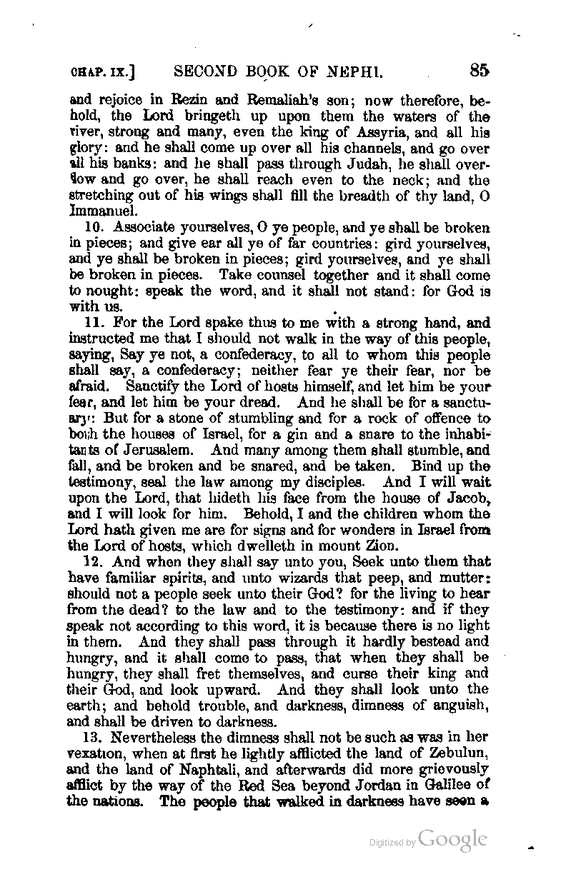 CHAP. IX.] SECOND BOOK OF NEPHI. 85
and rejoice in Rezin and Remaliah's son; now therefore, be-
hold, the Lord bringeth up upon them the waters of the
river, strong and many, even the king of Assyria, and all his
glory: and he shall come up over all his channels, and go over
all his banks: and he shall pass through Judah, he shall over-
flow and go over, he shall reach even to the neck; and the
stretching out of his wings shall fill the breadth of thy land, O
Immanuel.
10. Associate yourselves, O ye people, and ye shall be broken
in pieces; and give ear all ye of far countries: gird yourselves,
and ye shall be broken in pieces; gird yourselves, and ye shall
be broken in pieces. Take counsel together and it shall come
to nought: speak the word, and it shall not stand: for God is
with us.
11. For the Lord spake thus to me with a strong hand, and
instructed me that I should not walk in the way of this people,
saying, Say ye not, a confederacy, to all to whom this people
shall say, a confederacy; neither fear ye their fear, nor be
afraid. Sanctify the Lord of hosts himself, and let him be your
fear, and let him be your dread. And he shall be for a sanctu-
ary: But for a stone of stumbling and for a rock of offence to
both the houses of Israel, for a gin and a snare to the inhabi-
tants of Jerusalem. And many among them shall stumble, and
fall, and be broken and be snared, and be taken. Bind up the
testimony, seal the law among my disciples. And I will wait
upon the Lord, that hideth his face from the house of Jacob,
and I will look for him. Behold, I and the children whom the
Lord hath given me are for signs and for wonders in Israel from
the Lord of hosts, which dwelleth in mount Zion.
12. And when they shall say unto you, Seek unto them that
have familiar spirits, and unto wizards that peep, and mutter:
should not a people seek unto their God? for the living to hear
from the dead? to the law and to the testimony: and if they
speak not according to this word, it is because there is no light
in them. And they shall pass through it hardly bestead and
hungry, and it shall come to pass, that when they shall be
hungry, they shall fret themselves, and curse their king and
their God, and look upward. And they shall look unto the
earth; and behold trouble, and darkness, dimness of anguish,
and shall be driven to darkness.
13. Nevertheless the dimness shall not be such as was in her
vexation, when at first he lightly afflicted the land of Zebulun,
and the land of Naphtali, and afterwards did more grievously
afflict by the way of the Red Sea beyond Jordan in Galilee of
the nations. The people that walked in darkness have seen a
Digitized by Google